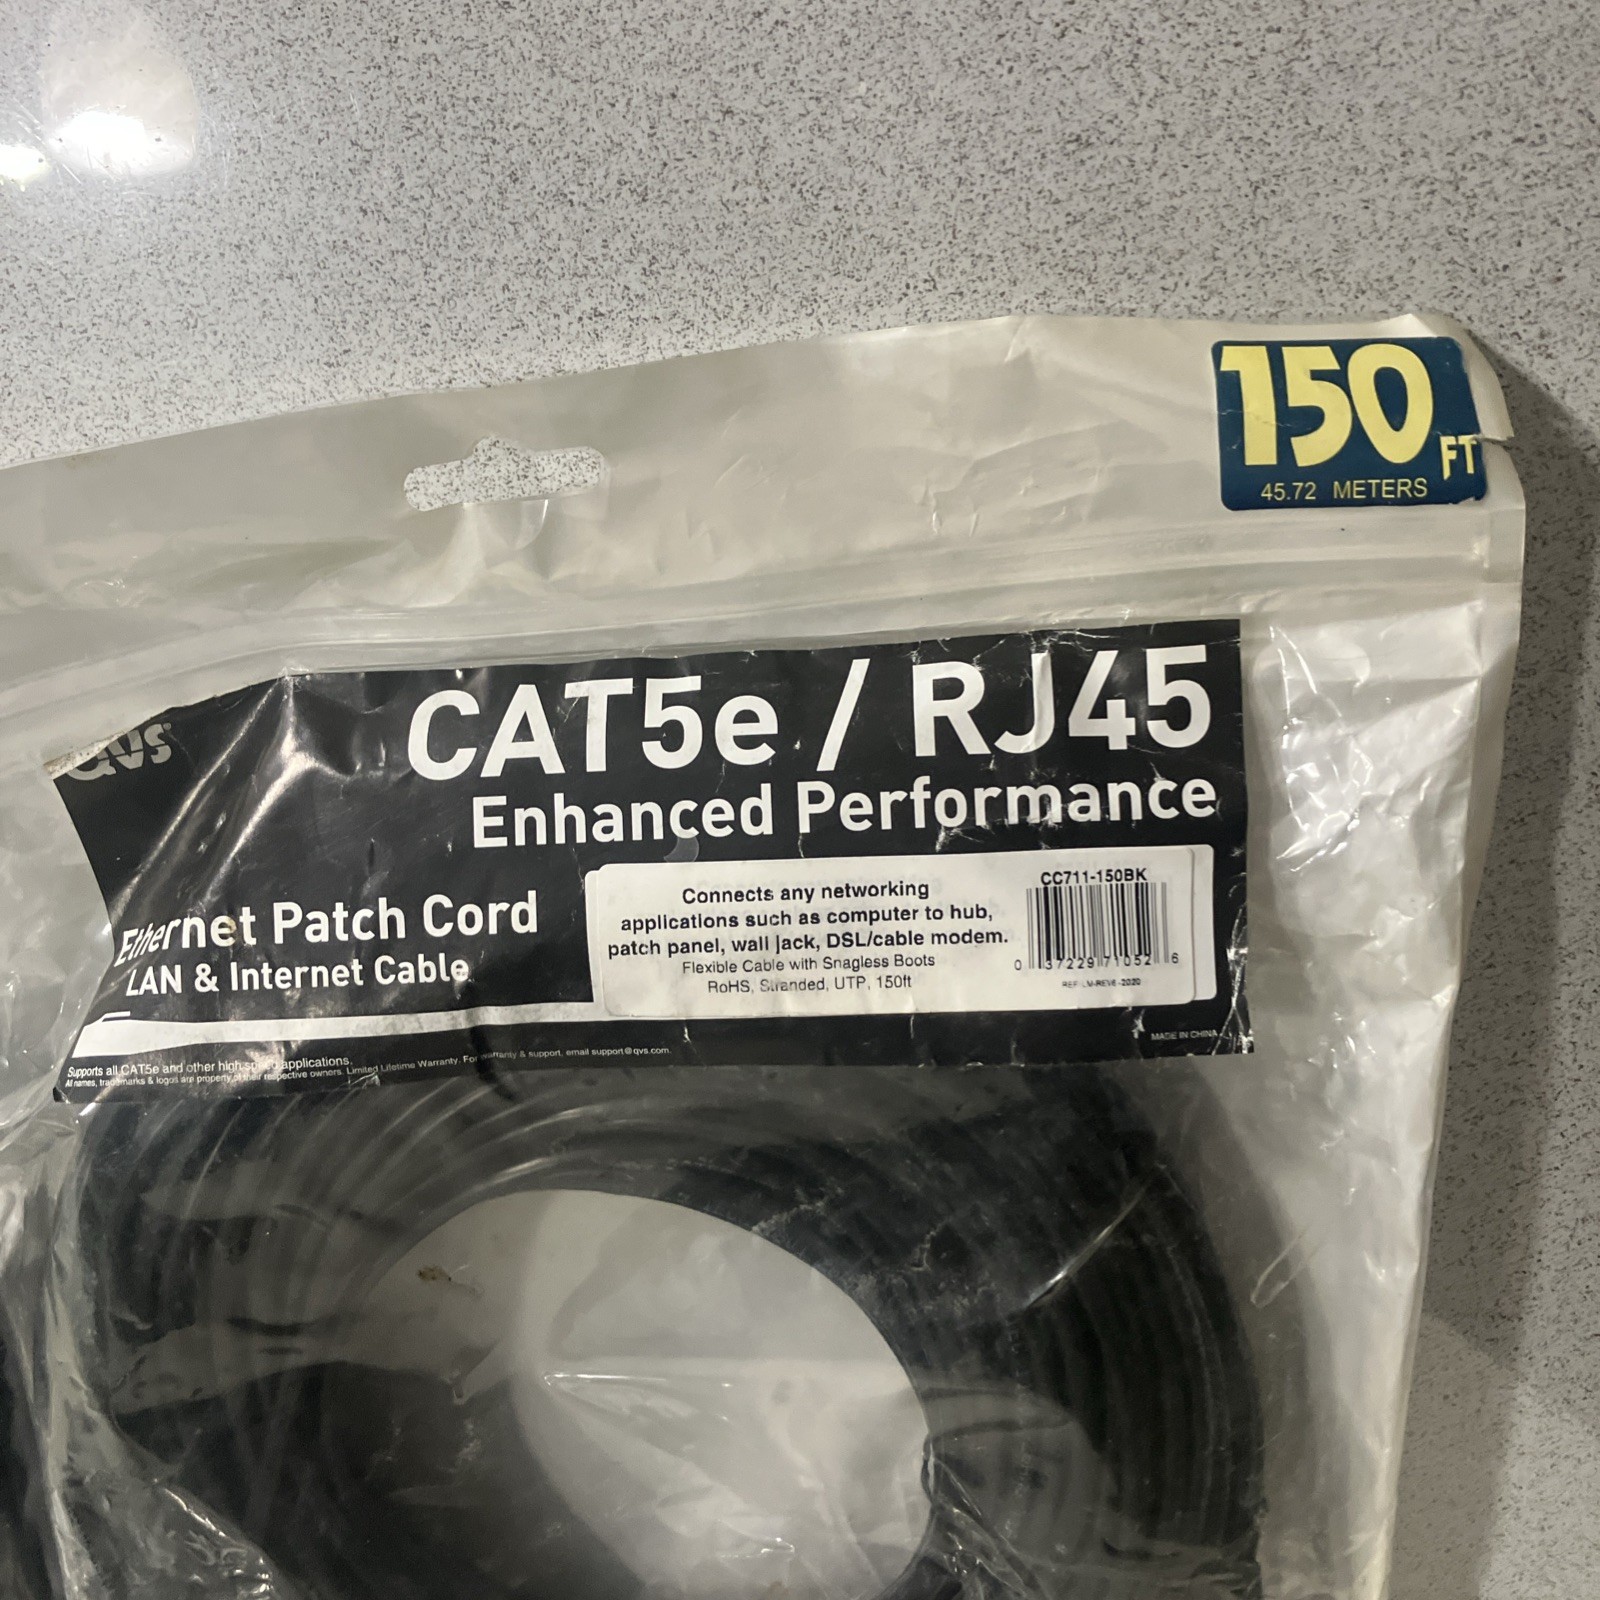 150 FT
45.72 METERS
QVS®
CAT5e / RJ45
Enhanced Performance
Ethernet Patch Cord
LAN & Internet Cable
Connects any networking
applications such as computer to hub,
patch panel, wall jack, DSL/cable modem.
Flexible Cable with Snagless Boots
RoHS, Stranded, UTP, 150ft
CC711-150BK
0 37229 71052 6
MADE IN CHINA
Supports all CAT5e and other high speed applications.
All names, trademarks & logos are property of their respective owners. Limited Lifetime Warranty. For warranty & support, email support@qvs.com.